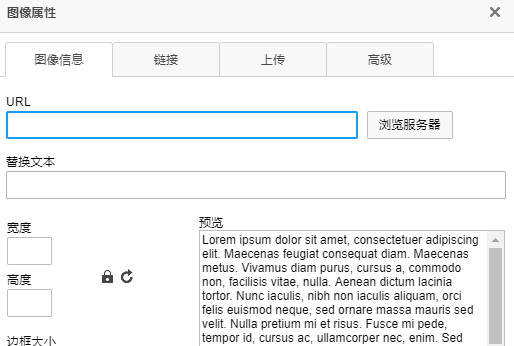 图像属性
图像信息 链接 上传 高级
URL
浏览服务器
替换文本
宽度
高度
边框大小
预览
Lorem ipsum dolor sit amet, consectetuer adipiscing
elit. Maecenas feugiat consequat diam. Maecenas
metus. Vivamus diam purus, cursus a, commodo
non, facilisis vitae, nulla. Aenean dictum lacinia
tortor. Nunc iaculis, nibh non iaculis aliquam, orci
felis euismod neque, sed ornare massa mauris sed
velit. Nulla pretium mi et risus. Fusce mi pede,
tempor id, cursus ac, ullamcorper nec, enim. Sed